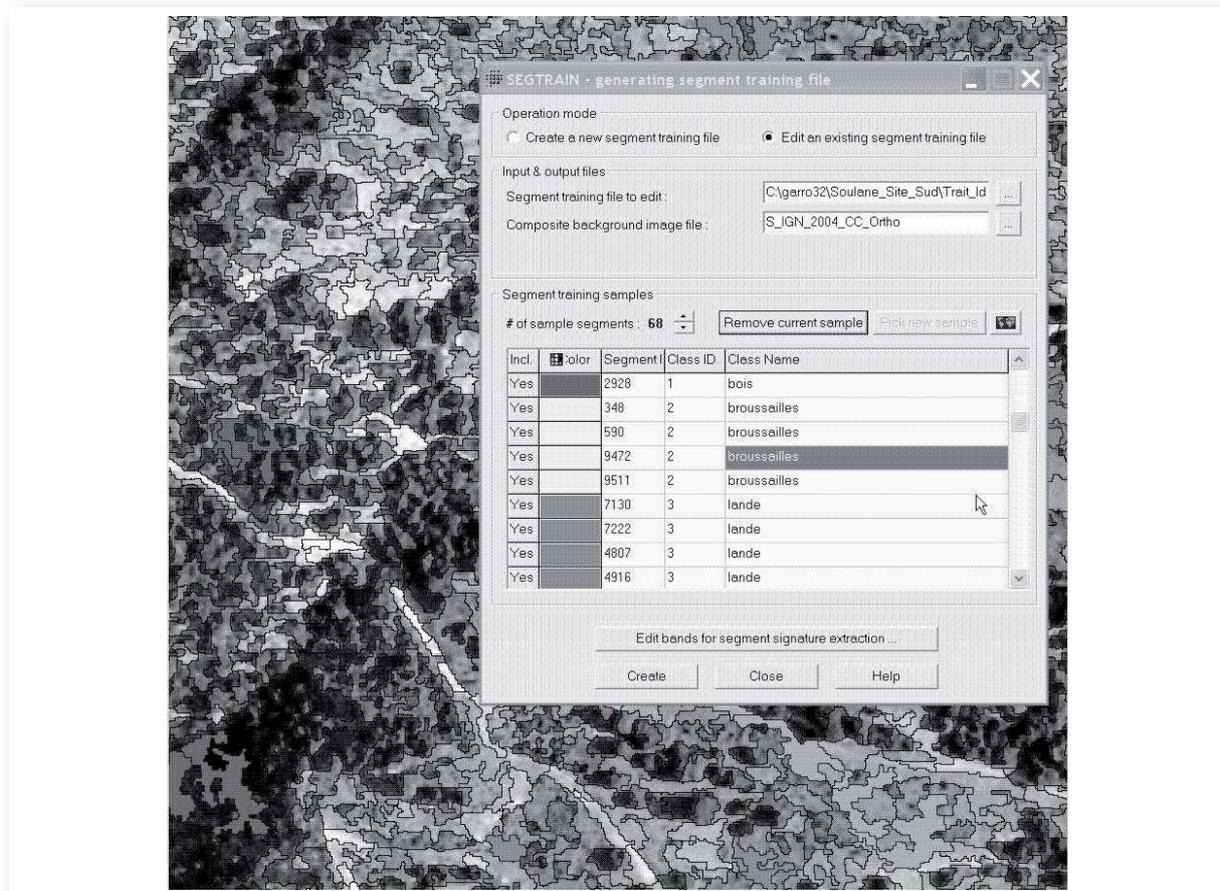 SEGTRAIN - generating segment training file
Operation mode
Create a new segment training file
Edit an existing segment training file
Input & output files
Segment training file to edit :
C:\garro32\Soulane_Site_Sud\Trait_Id
...
Composite background image file :
S_IGN_2004_CC_Ortho
...
Segment training samples
# of sample segments : 68
Remove current sample
Pick new sample
Incl. Color Segment I Class ID Class Name
Yes 2928 1 bois
Yes 348 2 broussailles
Yes 590 2 broussailles
Yes 9472 2 broussailles
Yes 9511 2 broussailles
Yes 7130 3 lande
Yes 7222 3 lande
Yes 4807 3 lande
Yes 4916 3 lande
Edit bands for segment signature extraction ...
Create
Close
Help